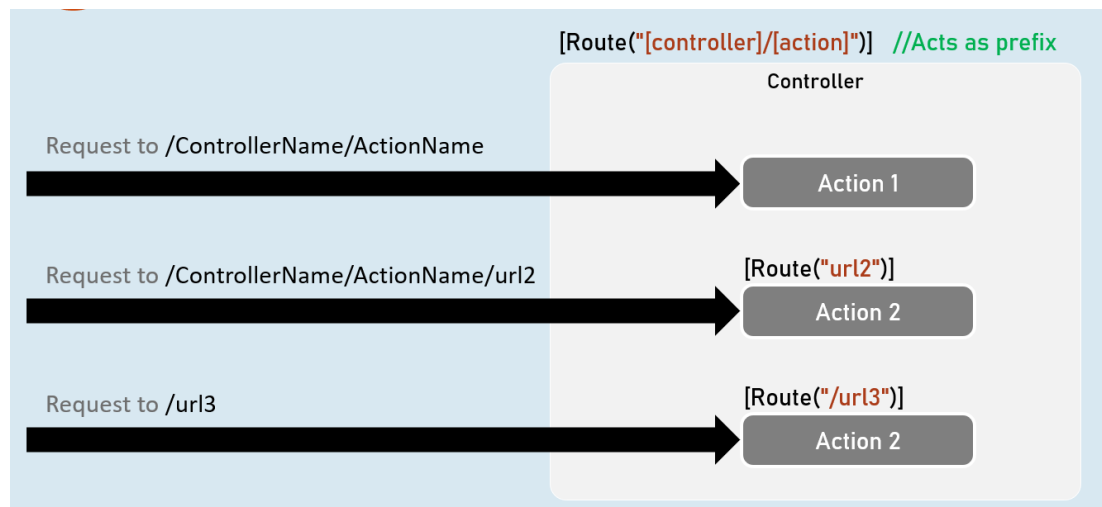 [Route("[controller]/[action]")] //Acts as prefix
Controller
Request to /ControllerName/ActionName
Action 1
Request to /ControllerName/ActionName/url2
[Route("url2")]
Action 2
Request to /url3
[Route("/url3")]
Action 2